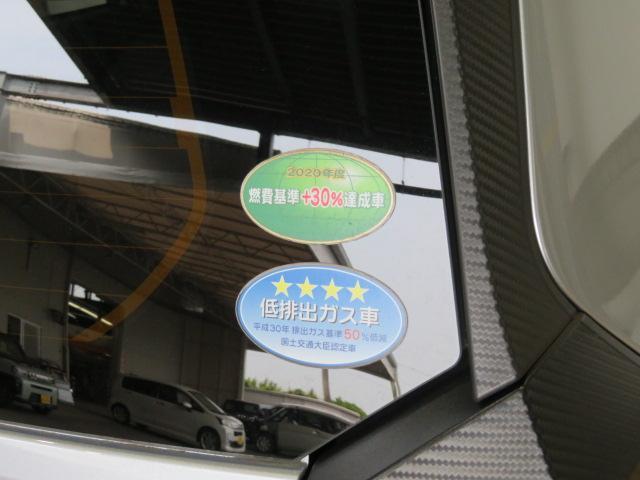 2020年度
燃費基準+30%達成車
低排出ガス車
平成30年 排出ガス基準50%低減
国土交通大臣認定車